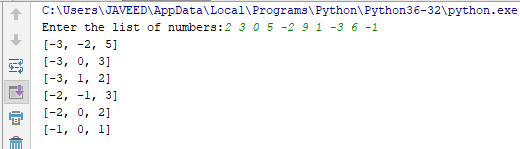 C:\Users\JAVEED\AppData\Local\Programs\Python\Python36-32\python.exe
Enter the list of numbers:2 3 0 5 -2 9 1 -3 6 -1
[-3, -2, 5]
[-3, 0, 3]
[-3, 1, 2]
[-2, -1, 3]
[-2, 0, 2]
[-1, 0, 1]